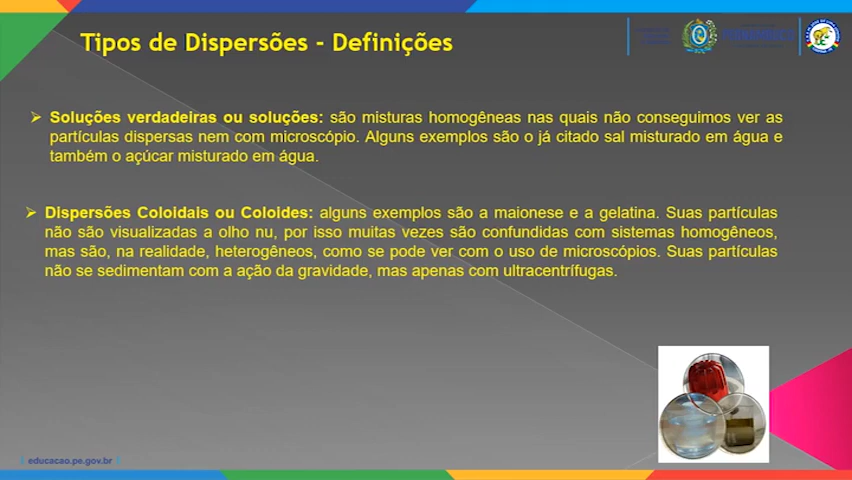 Tipos de Dispersões - Definições
Soluções verdadeiras ou soluções: são misturas homogêneas nas quais não conseguimos ver as
partículas dispersas nem com microscópio. Alguns exemplos são o já citado sal misturado em água e
também o açúcar misturado em água.
Dispersões Coloidais ou Coloides: alguns exemplos são a maionese e a gelatina. Suas partículas
não são visualizadas a olho nu, por isso muitas vezes são confundidas com sistemas homogêneos,
mas são, na realidade, heterogêneos, como se pode ver com o uso de microscópios. Suas partículas
não se sedimentam com a ação da gravidade, mas apenas com ultracentrífugas.
educacao.pe.gov.br